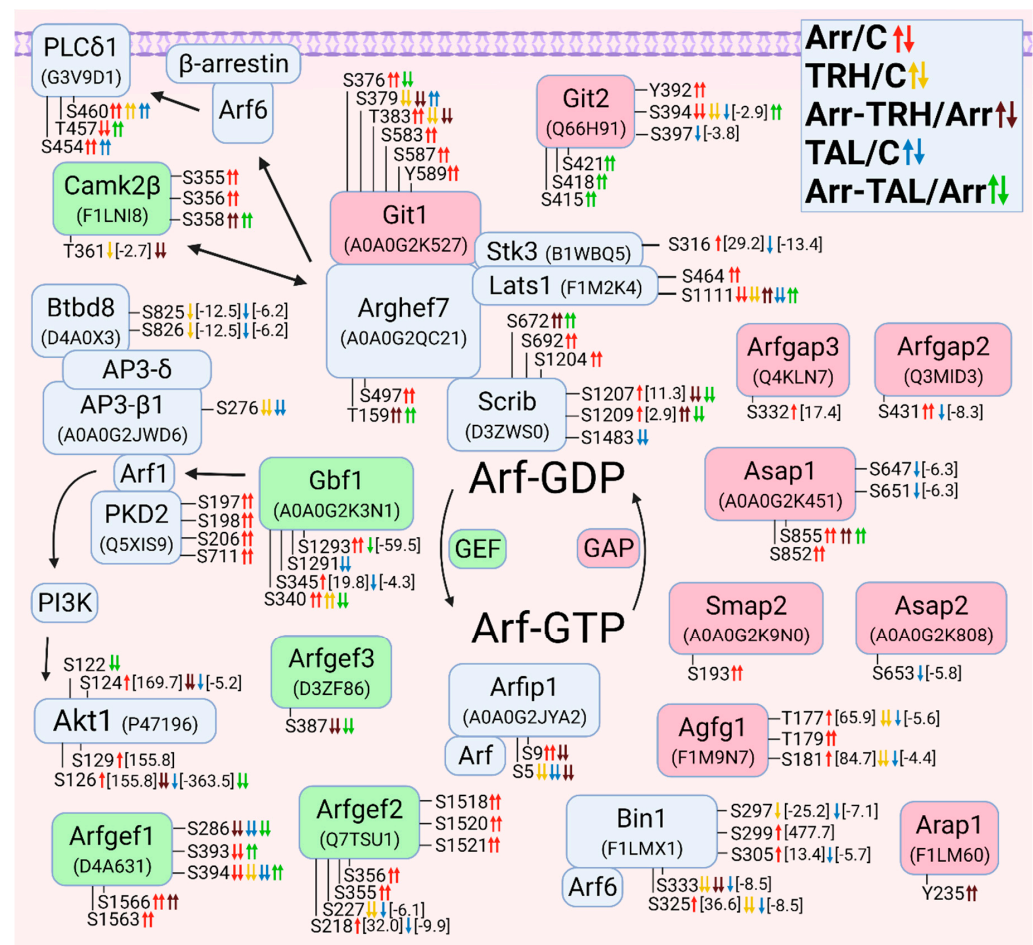 PLCδ1
(G3V9D1)
S460⇈⇈⇈
T457⇊⇈
S454⇈⇈
β-arrestin
Arf6
S376⇈⇊
S379⇊⇊⇈
T383⇈⇊⇊
S583⇈
S587⇈
Y589⇈
Git1
(A0A0G2K527)
Git2
(Q66H91)
Y392⇈
S394⇊⇊↓[-2.9]⇈
S397↓[-3.8]
S421⇈
S418⇈
S415⇈
Arr/C↑↓
TRH/C↑↓
Arr-TRH/Arr↑↓
TAL/C↑↓
Arr-TAL/Arr↑↓
Camk2β
(F1LNI8)
S355⇈
S356⇈
S358⇈⇈
T361↓[-2.7]⇊
Stk3 (B1WBQ5)
S316↑[29.2]↓[-13.4]
Lats1 (F1M2K4)
S464⇈
S1111⇊⇊⇈⇊⇈
Arghef7
(A0A0G2QC21)
S497⇈
T159⇈⇈
Btbd8
(D4A0X3)
S825↓[-12.5]↓[-6.2]
S826↓[-12.5]↓[-6.2]
AP3-δ
AP3-β1
(A0A0G2JWD6)
S276⇊⇊
S672⇈⇈
S692⇈
S1204⇈
Scrib
(D3ZWS0)
S1207↑[11.3]⇊⇊
S1209↑[2.9]⇈⇊
S1483⇊
Arfgap3
(Q4KLN7)
S332↑[17.4]
Arfgap2
(Q3MID3)
S431⇈↓[-8.3]
Arf1
PKD2
(Q5XIS9)
S197⇈
S198⇈
S206⇈
S711⇈
Gbf1
(A0A0G2K3N1)
S1293⇈↓[-59.5]
S1291⇊
S345↑[19.8]↓[-4.3]
S340⇈⇈⇊
Arf-GDP
GEF
GAP
Arf-GTP
Asap1
(A0A0G2K451)
S647↓[-6.3]
S651↓[-6.3]
S855⇈⇈⇈
S852⇈
PI3K
Smap2
(A0A0G2K9N0)
S193⇈
Asap2
(A0A0G2K808)
S653↓[-5.8]
S122⇊
S124↑[169.7]⇊↓[-5.2]
Akt1 (P47196)
S129↑[155.8]
S126↑[155.8]⇊↓[-363.5]⇊
Arfgef3
(D3ZF86)
S387⇊⇊
Arfip1
(A0A0G2JYA2)
Arf
S9⇈⇊
S5⇊⇊⇊
Agfg1
(F1M9N7)
T177↑[65.9]⇊↓[-5.6]
T179⇈
S181↑[84.7]⇊↓[-4.4]
Arfgef1
(D4A631)
S286⇊⇊⇊
S393⇊⇈
S394⇊⇊⇊⇈
S1566⇈⇈
S1563⇈
Arfgef2
(Q7TSU1)
S1518⇈
S1520⇈
S1521⇈
S356⇈
S355⇈
S227⇊↓[-6.1]
S218↑[32.0]↓[-9.9]
Bin1
(F1LMX1)
Arf6
S297↓[-25.2]↓[-7.1]
S299↑[477.7]
S305↑[13.4]↓[-5.7]
S333⇊⇊↓[-8.5]
S325↑[36.6]⇊↓[-8.5]
Arap1
(F1LM60)
Y235⇈